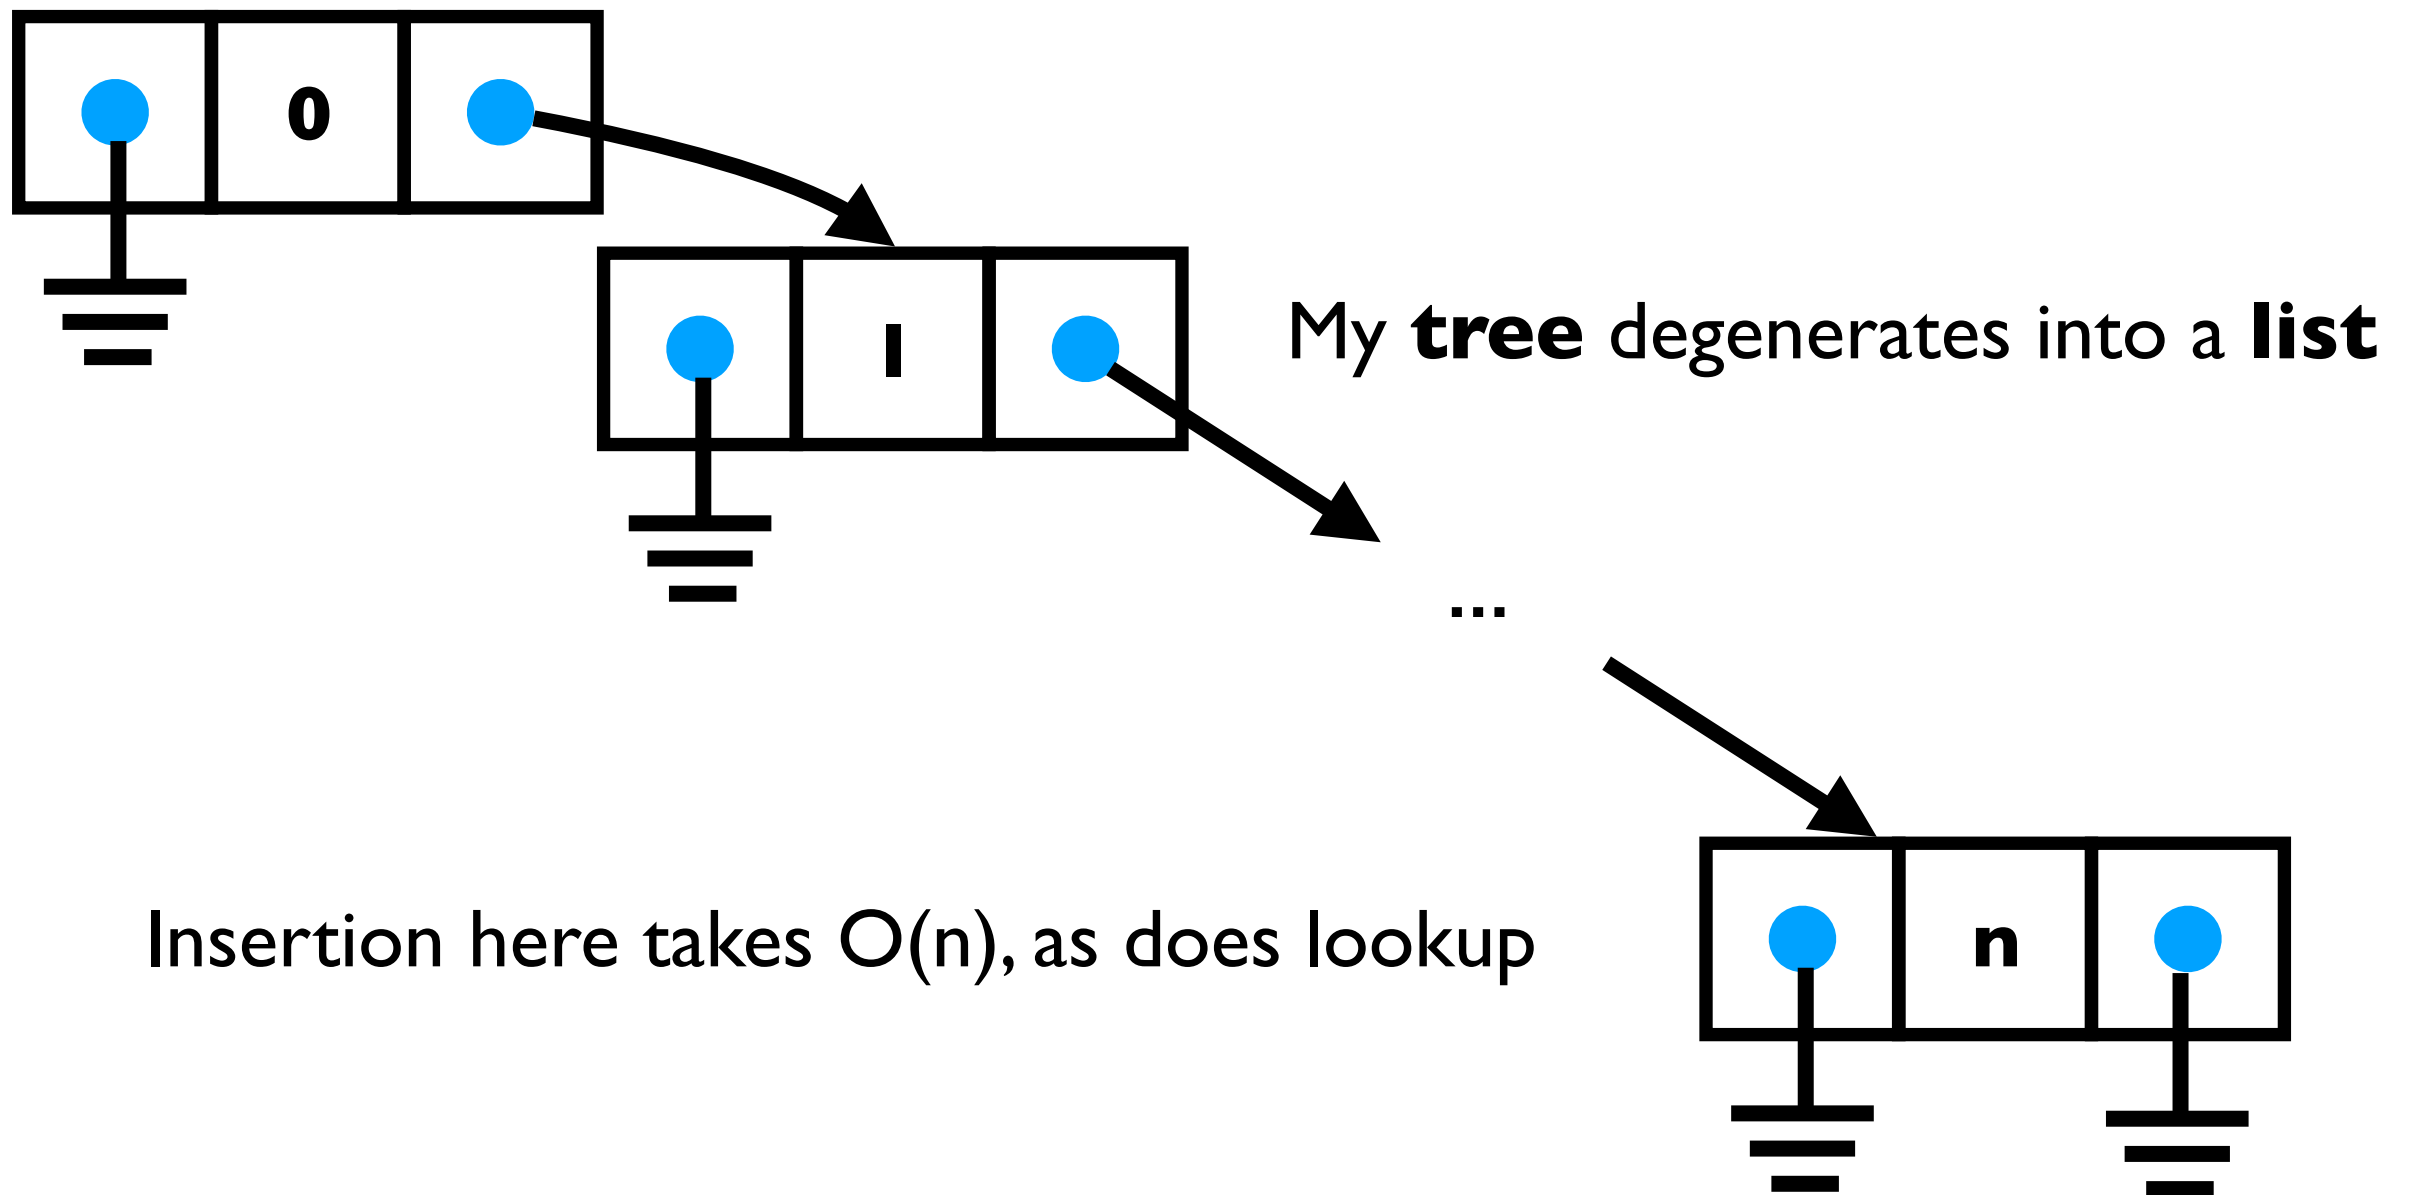 0
1
My tree degenerates into a list
...
Insertion here takes O(n), as does lookup
n